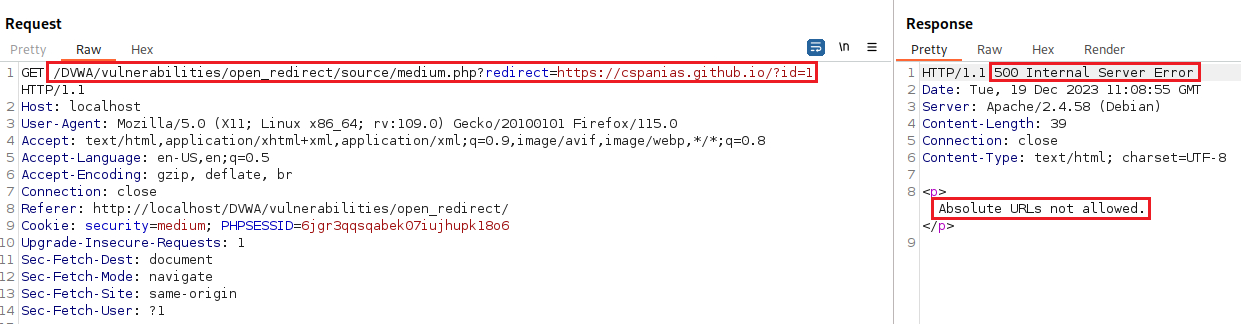 Request
Pretty Raw Hex
\n
1 GET /DVWA/vulnerabilities/open_redirect/source/medium.php?redirect=https://cspanias.github.io/?id=1
HTTP/1.1
2 Host: localhost
3 User-Agent: Mozilla/5.0 (X11; Linux x86_64; rv:109.0) Gecko/20100101 Firefox/115.0
4 Accept: text/html,application/xhtml+xml,application/xml;q=0.9,image/avif,image/webp,*/*;q=0.8
5 Accept-Language: en-US,en;q=0.5
6 Accept-Encoding: gzip, deflate, br
7 Connection: close
8 Referer: http://localhost/DVWA/vulnerabilities/open_redirect/
9 Cookie: security=medium; PHPSESSID=6jgr3qqsqabek07iujhupk18o6
10 Upgrade-Insecure-Requests: 1
11 Sec-Fetch-Dest: document
12 Sec-Fetch-Mode: navigate
13 Sec-Fetch-Site: same-origin
14 Sec-Fetch-User: ?1
Response
Pretty Raw Hex Render
1 HTTP/1.1 500 Internal Server Error
2 Date: Tue, 19 Dec 2023 11:08:55 GMT
3 Server: Apache/2.4.58 (Debian)
4 Content-Length: 39
5 Connection: close
6 Content-Type: text/html; charset=UTF-8
7
8 <p>
Absolute URLs not allowed.
</p>
9